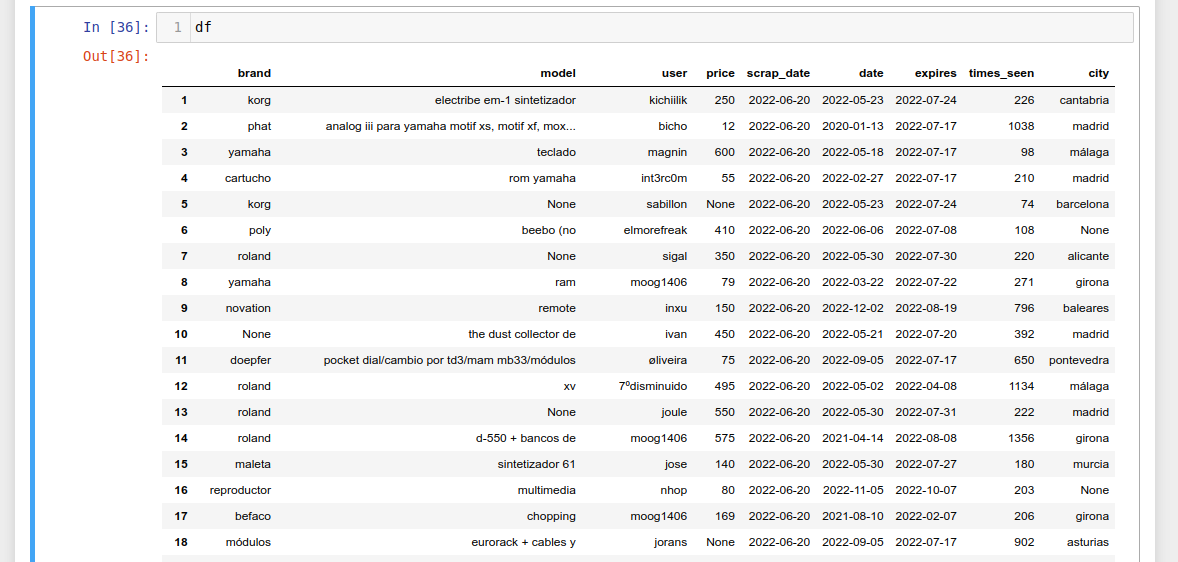 In [36]: 1 df
Out[36]:
brand model user price scrap_date date expires times_seen city
1 korg electribe em-1 sintetizador kichiilik 250 2022-06-20 2022-05-23 2022-07-24 226 cantabria
2 phat analog iii para yamaha motif xs, motif xf, mox... bicho 12 2022-06-20 2020-01-13 2022-07-17 1038 madrid
3 yamaha teclado magnin 600 2022-06-20 2022-05-18 2022-07-17 98 málaga
4 cartucho rom yamaha int3rc0m 55 2022-06-20 2022-02-27 2022-07-17 210 madrid
5 korg None sabillon None 2022-06-20 2022-05-23 2022-07-24 74 barcelona
6 poly beebo (no elmorefreak 410 2022-06-20 2022-06-06 2022-07-08 108 None
7 roland None sigal 350 2022-06-20 2022-05-30 2022-07-30 220 alicante
8 yamaha ram moog1406 79 2022-06-20 2022-03-22 2022-07-22 271 girona
9 novation remote inxu 150 2022-06-20 2022-12-02 2022-08-19 796 baleares
10 None the dust collector de ivan 450 2022-06-20 2022-05-21 2022-07-20 392 madrid
11 doepfer pocket dial/cambio por td3/mam mb33/módulos øliveira 75 2022-06-20 2022-09-05 2022-07-17 650 pontevedra
12 roland xv 7ºdisminuido 495 2022-06-20 2022-05-02 2022-04-08 1134 málaga
13 roland None joule 550 2022-06-20 2022-05-30 2022-07-31 222 madrid
14 roland d-550 + bancos de moog1406 575 2022-06-20 2021-04-14 2022-08-08 1356 girona
15 maleta sintetizador 61 jose 140 2022-06-20 2022-05-30 2022-07-27 180 murcia
16 reproductor multimedia nhop 80 2022-06-20 2022-11-05 2022-10-07 203 None
17 befaco chopping moog1406 169 2022-06-20 2021-08-10 2022-02-07 206 girona
18 módulos eurorack + cables y jorans None 2022-06-20 2022-09-05 2022-07-17 902 asturias